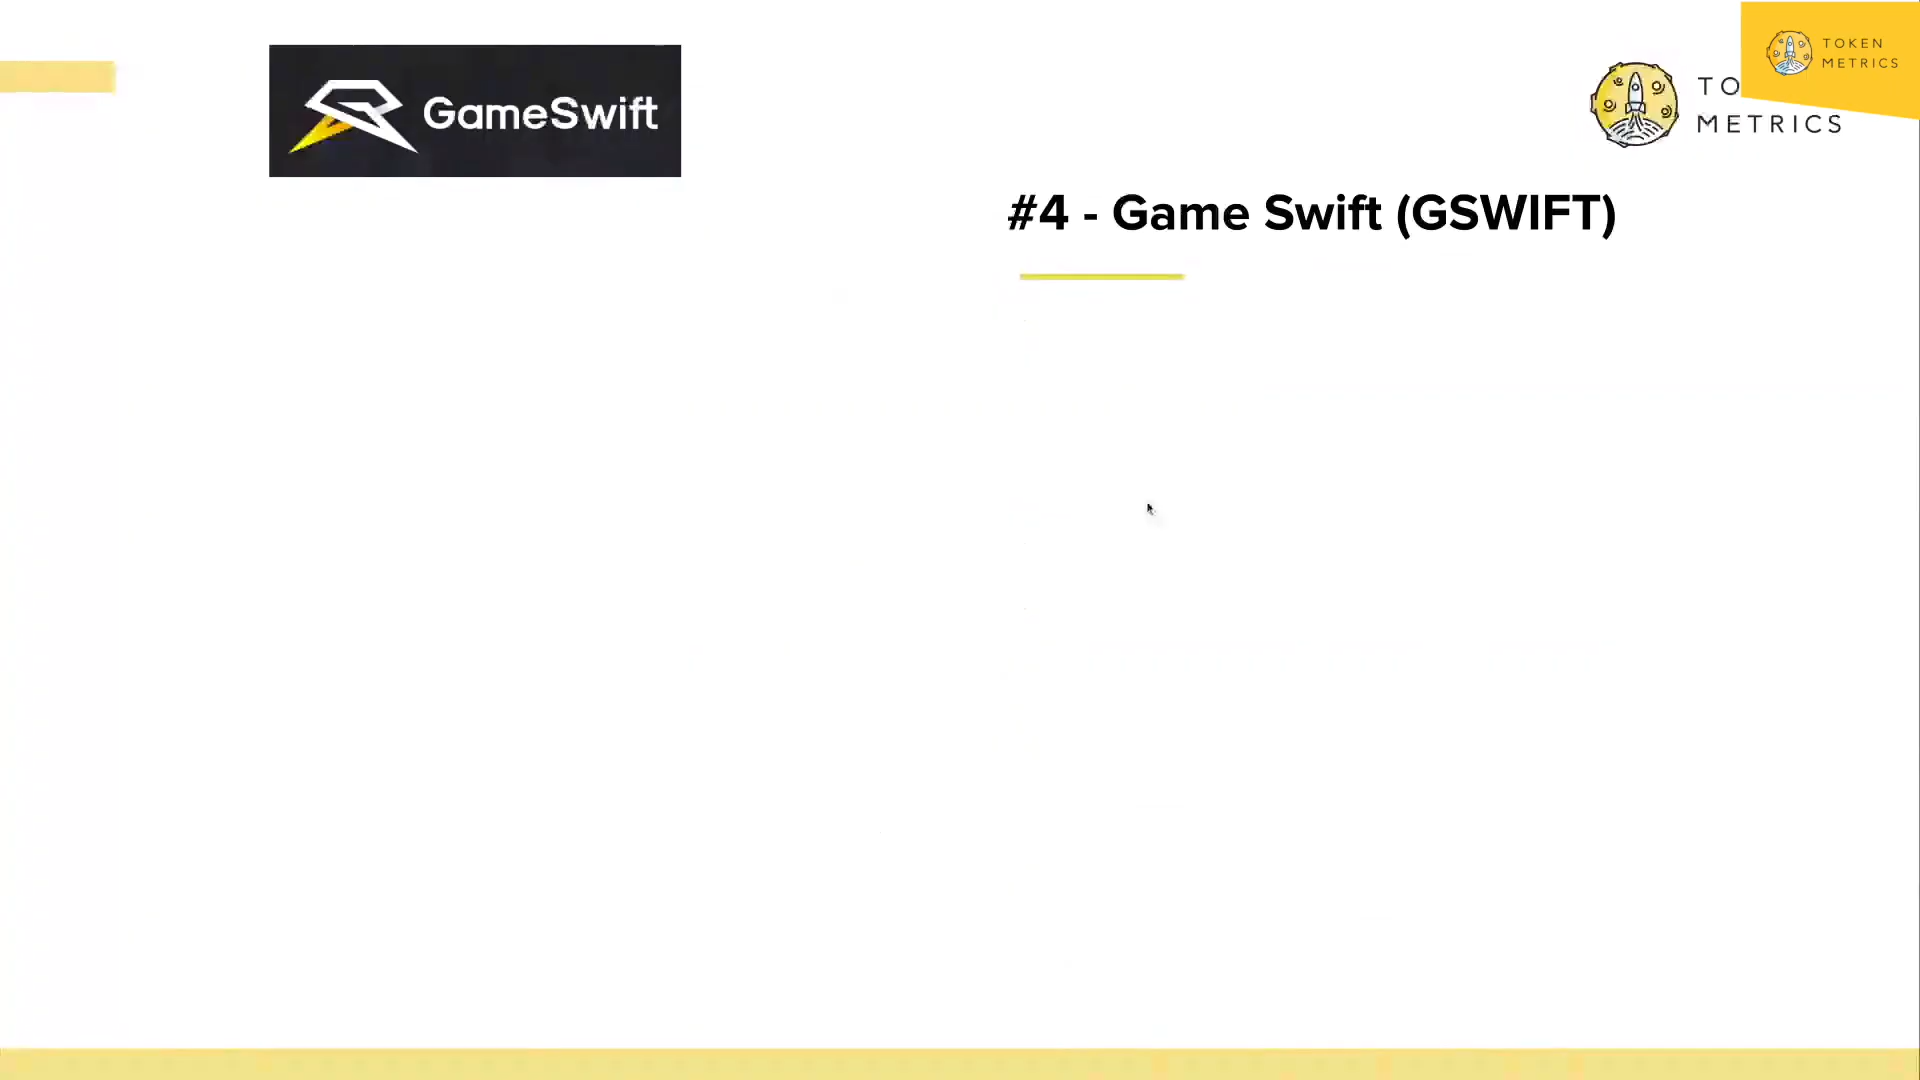 GameSwift
TO
METRICS
TOKEN
METRICS
#4 - Game Swift (GSWIFT)